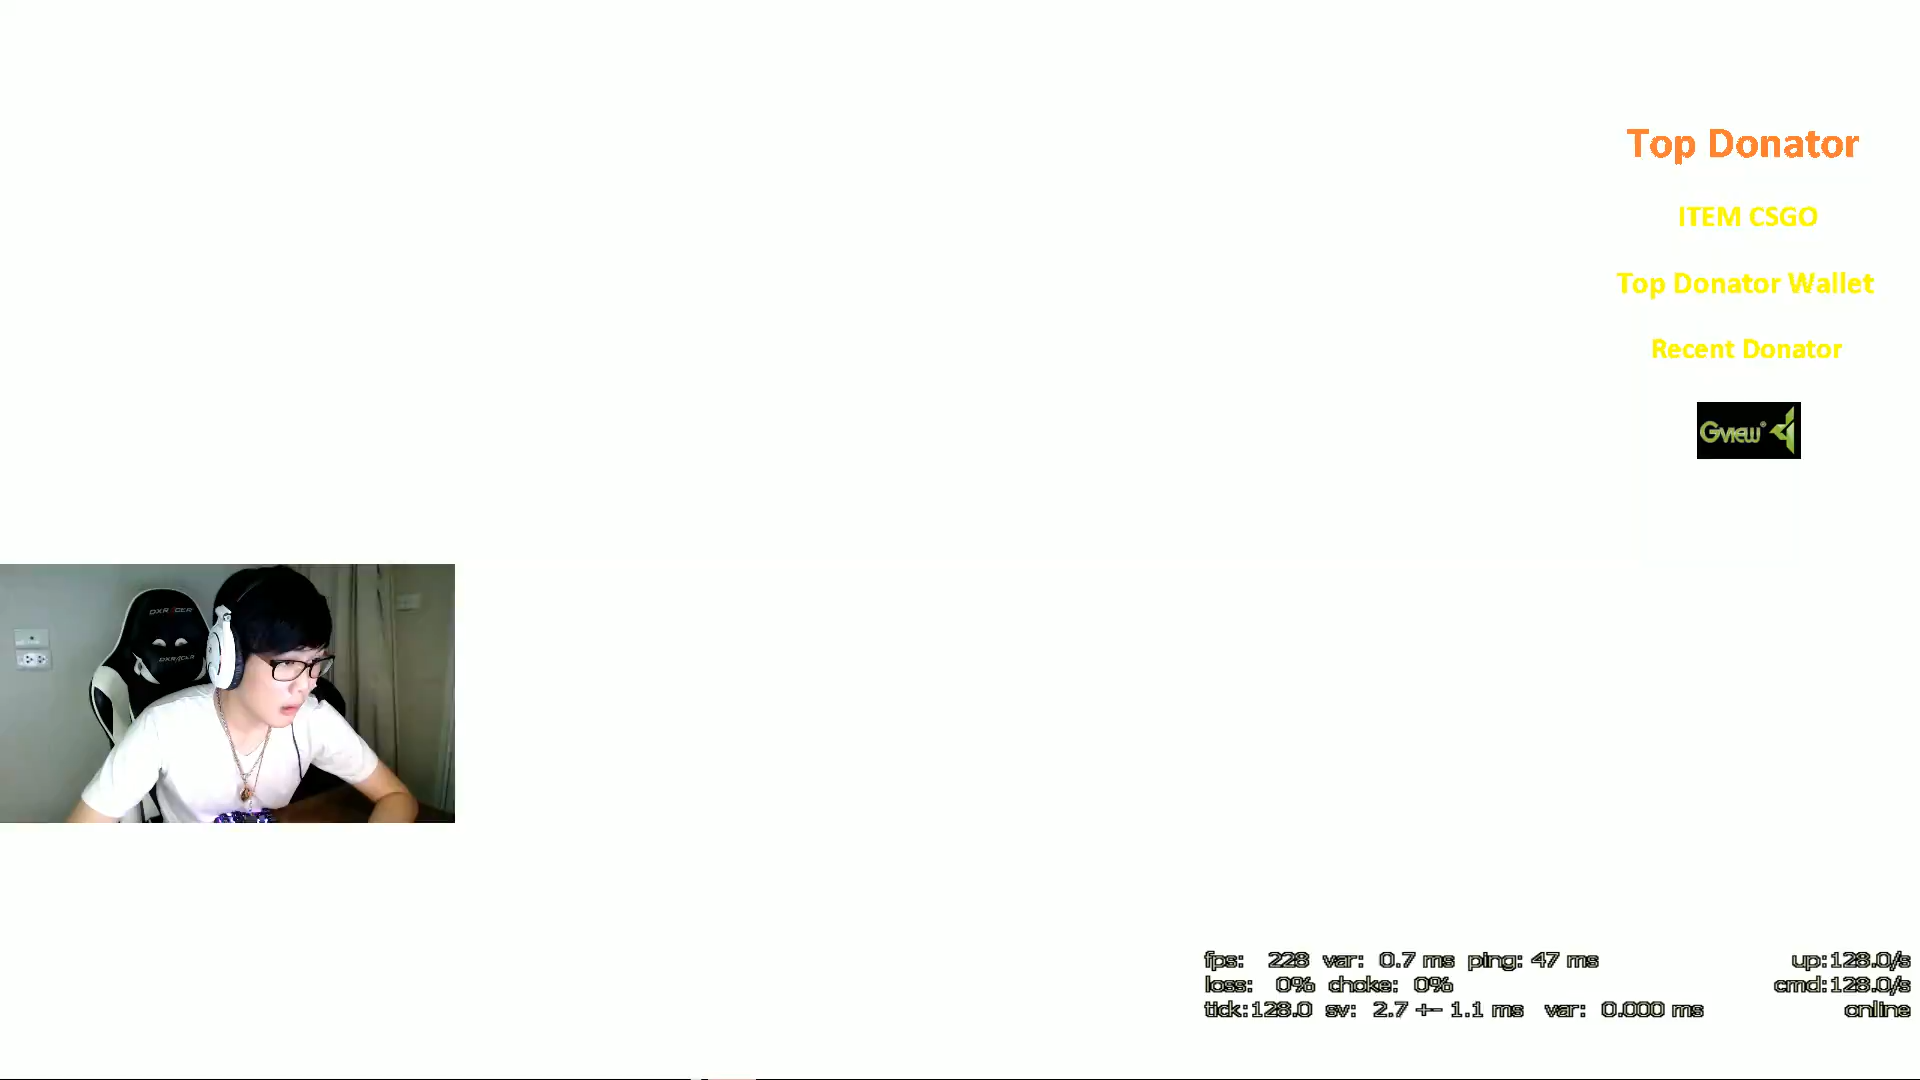 Top Donator
ITEM CSGO
Top Donator Wallet
Recent Donator
Gview®
DXRACER
DXRACER
fps: 228 var: 0.7 ms ping: 47 ms up:128.0/s
loss: 0% choke: 0% cmd:128.0/s
tick:128.0 sv: 2.7 +- 1.1 ms var: 0.000 ms online